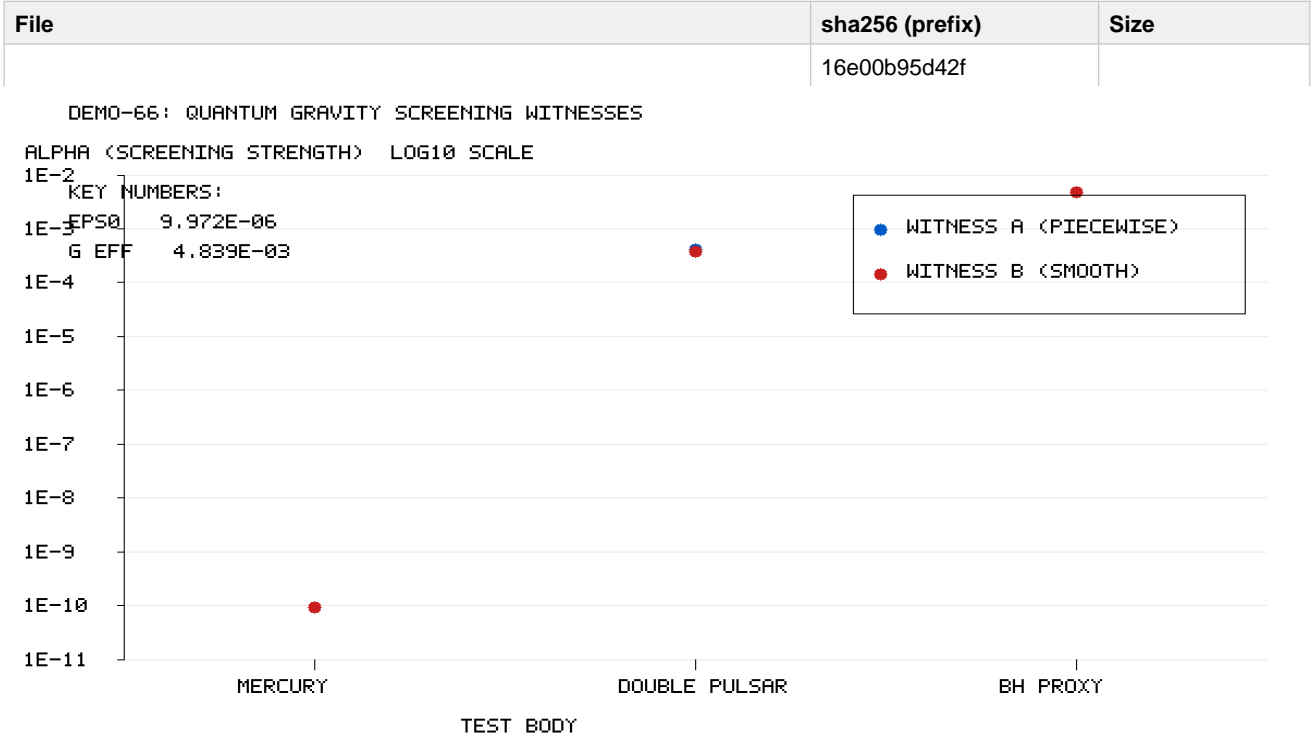 File sha256 (prefix) Size
16e00b95d42f
DEMO-66: QUANTUM GRAVITY SCREENING WITNESSES
ALPHA (SCREENING STRENGTH) LOG10 SCALE
1E-2
KEY NUMBERS:
1E-3
EPS0 9.972E-06
G EFF 4.839E-03
WITNESS A (PIECEWISE)
WITNESS B (SMOOTH)
1E-4
1E-5
1E-6
1E-7
1E-8
1E-9
1E-10
1E-11
MERCURY DOUBLE PULSAR BH PROXY
TEST BODY